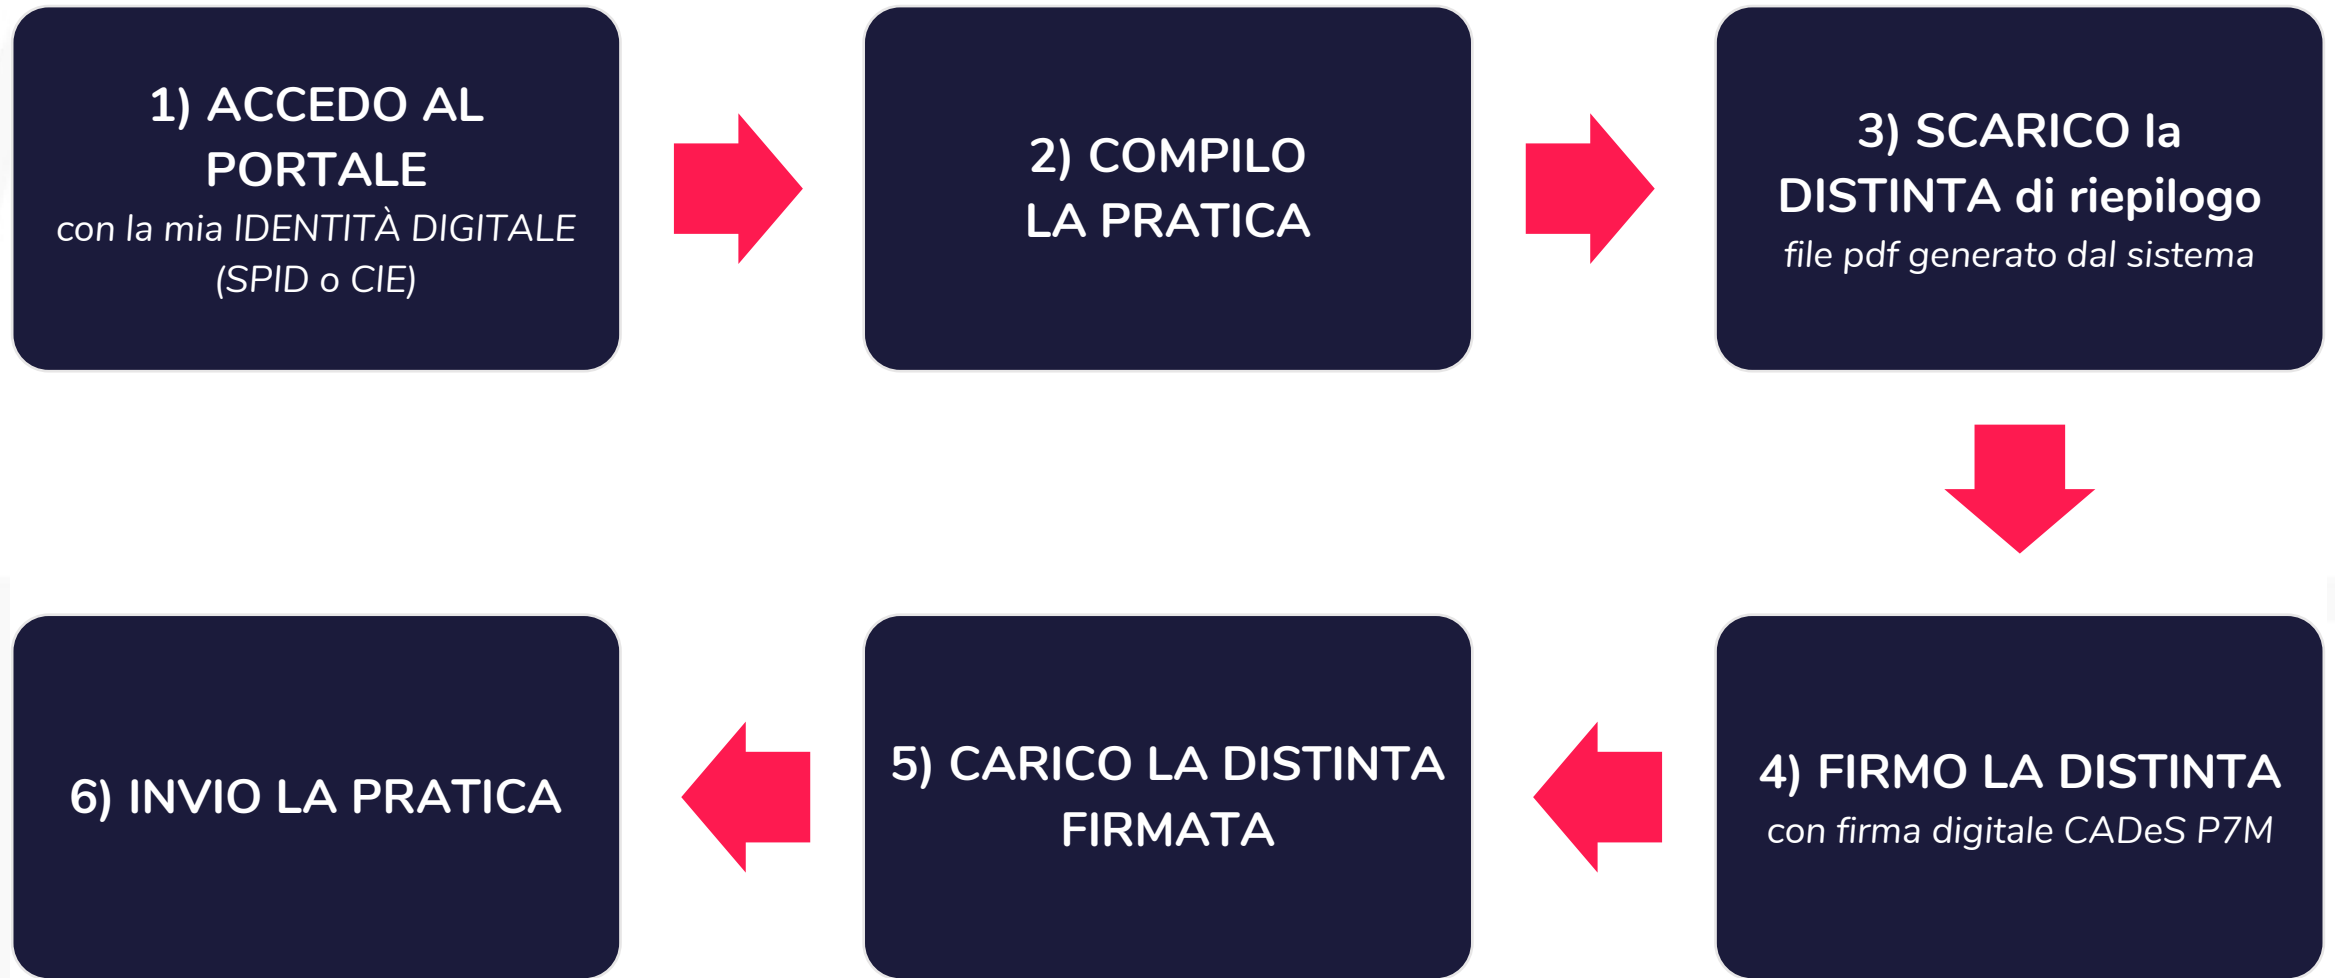 1) ACCEDO AL
PORTALE
con la mia IDENTITÀ DIGITALE
(SPID o CIE)
2) COMPILO
LA PRATICA
3) SCARICO la
DISTINTA di riepilogo
file pdf generato dal sistema
4) FIRMO LA DISTINTA
con firma digitale CADeS P7M
5) CARICO LA DISTINTA
FIRMATA
6) INVIO LA PRATICA